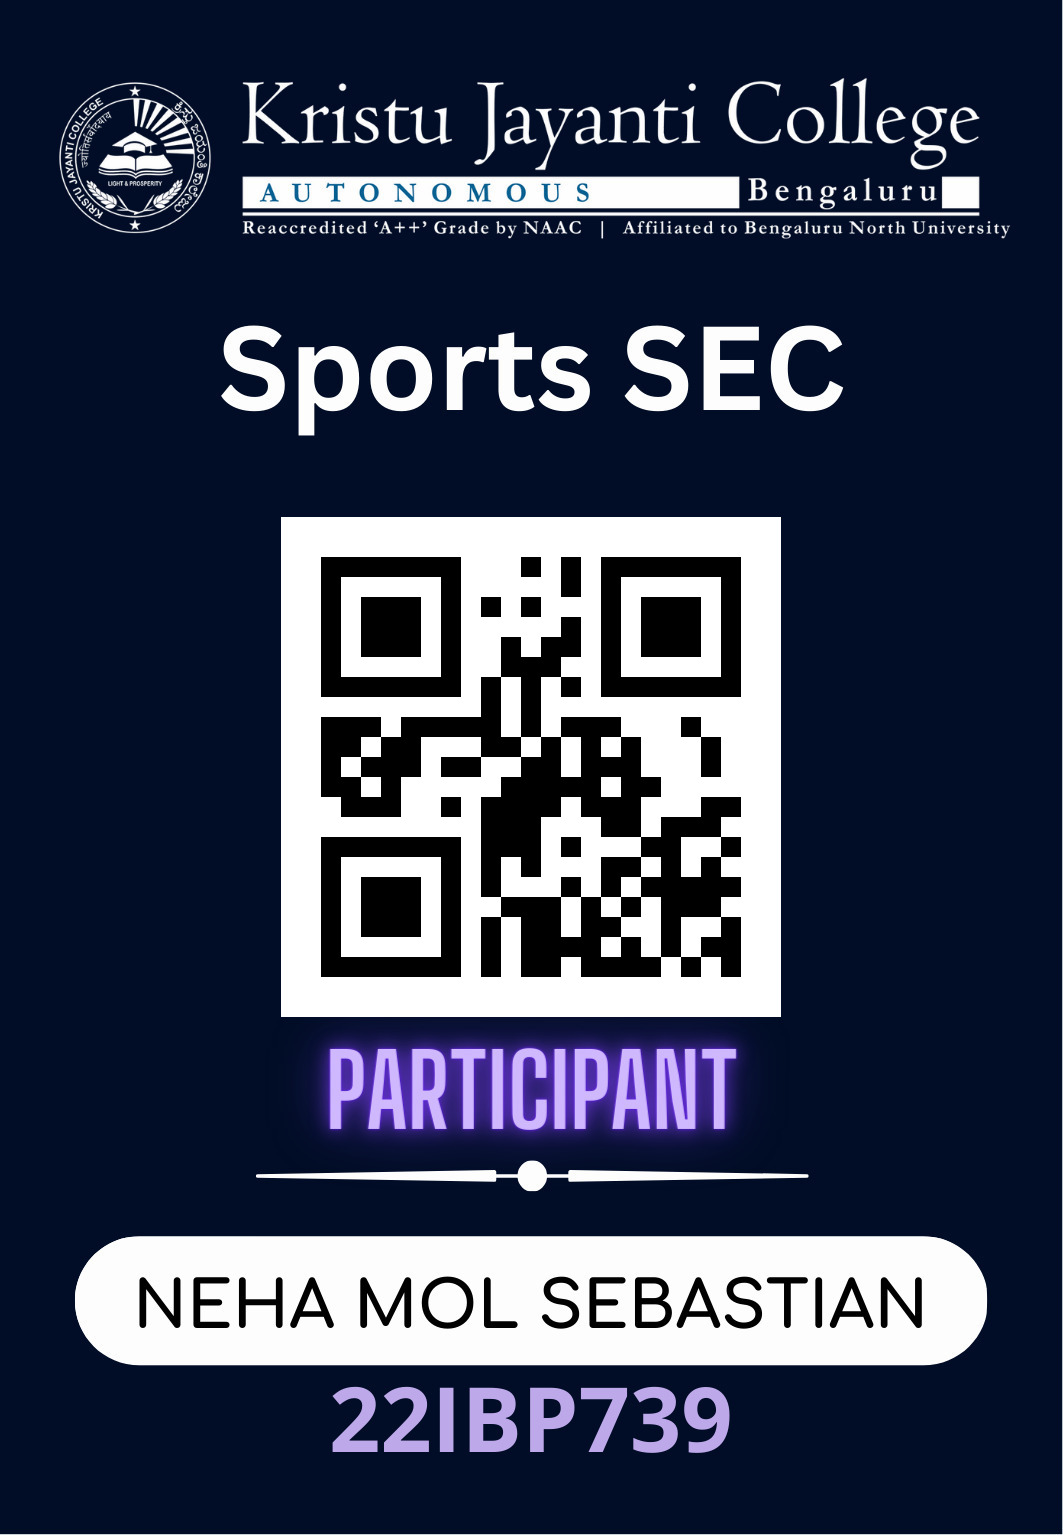 KRISTU JAYANTI COLLEGE
LIGHT & PROSPERITY
Kristu Jayanti College
AUTONOMOUS Bengaluru
Reaccredited ‘A++’ Grade by NAAC | Affiliated to Bengaluru North University
Sports SEC
PARTICIPANT
NEHA MOL SEBASTIAN
22IBP739